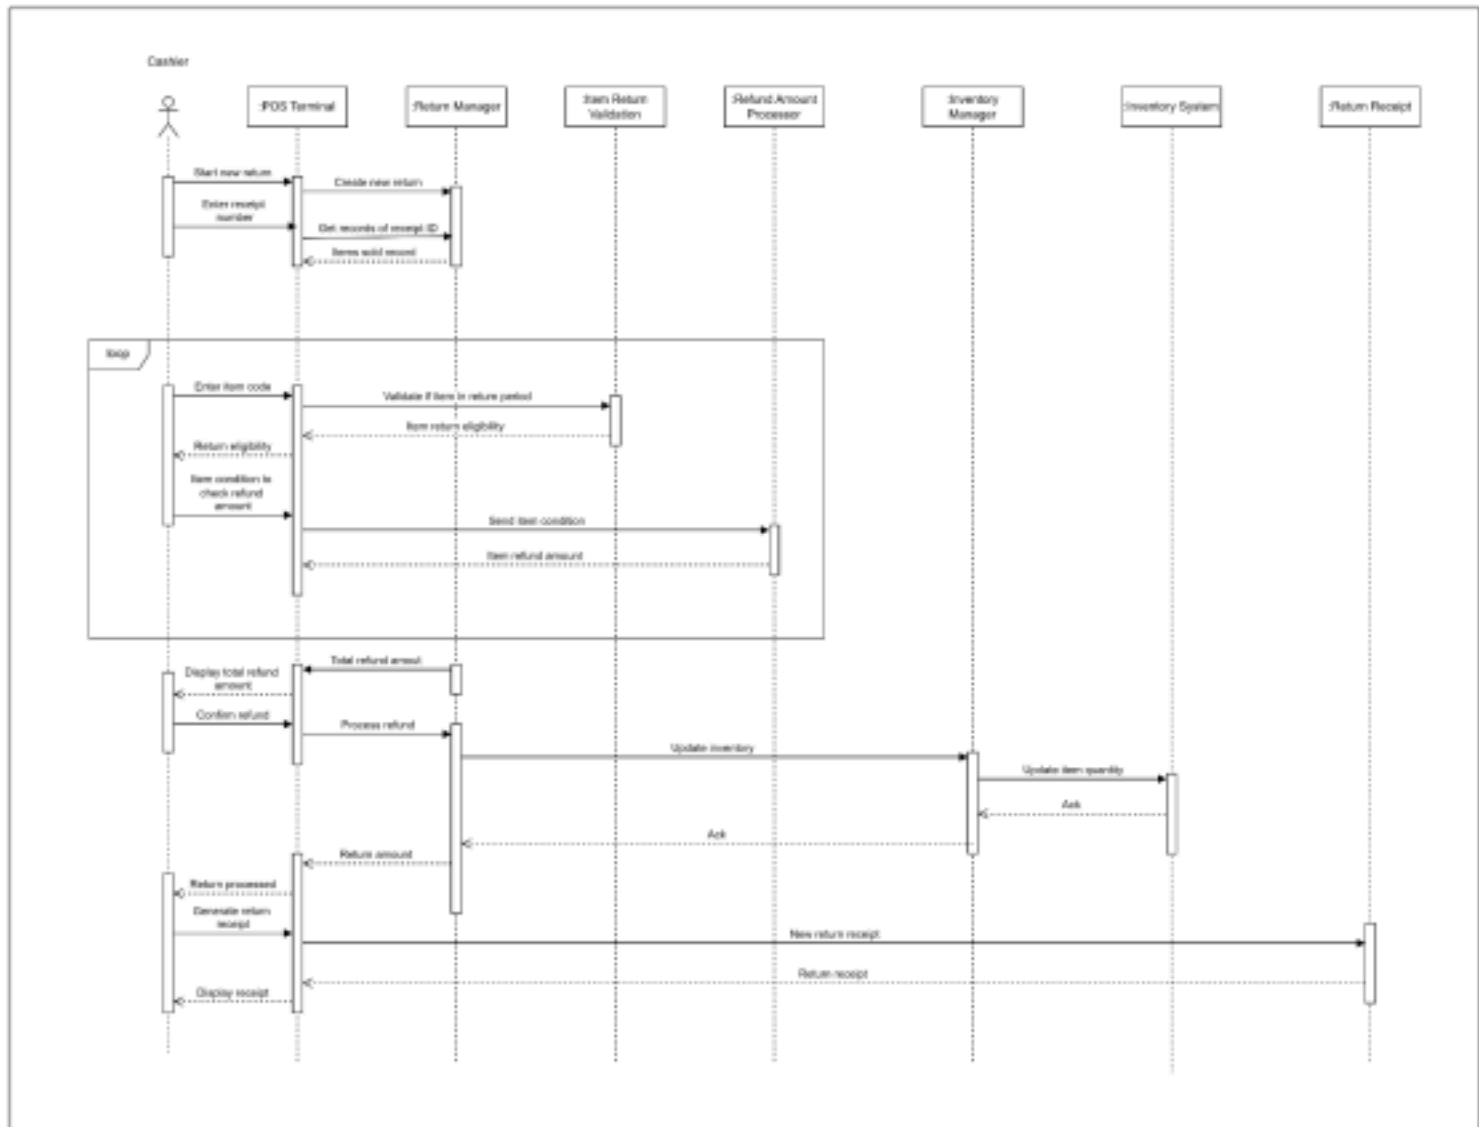 Cashier
:POS Terminal
:Return Manager
:Item Return
Validation
:Refund Amount
Processer
:Inventory
Manager
:Inventory System
:Return Receipt
Start new return
Create new return
Enter receipt
number
Get records of receipt ID
Items sold record
loop
Enter item code
Validate if item in return period
Item return eligibility
Return eligibility
Item condition to
check refund
amount
Send item condition
Item refund amount
Total refund amout
Display total refund
amount
Confirm refund
Process refund
Update inventory
Update item quantity
Ack
Ack
Return amount
Return processed
Generate return
receipt
New return receipt
Return receipt
Display receipt